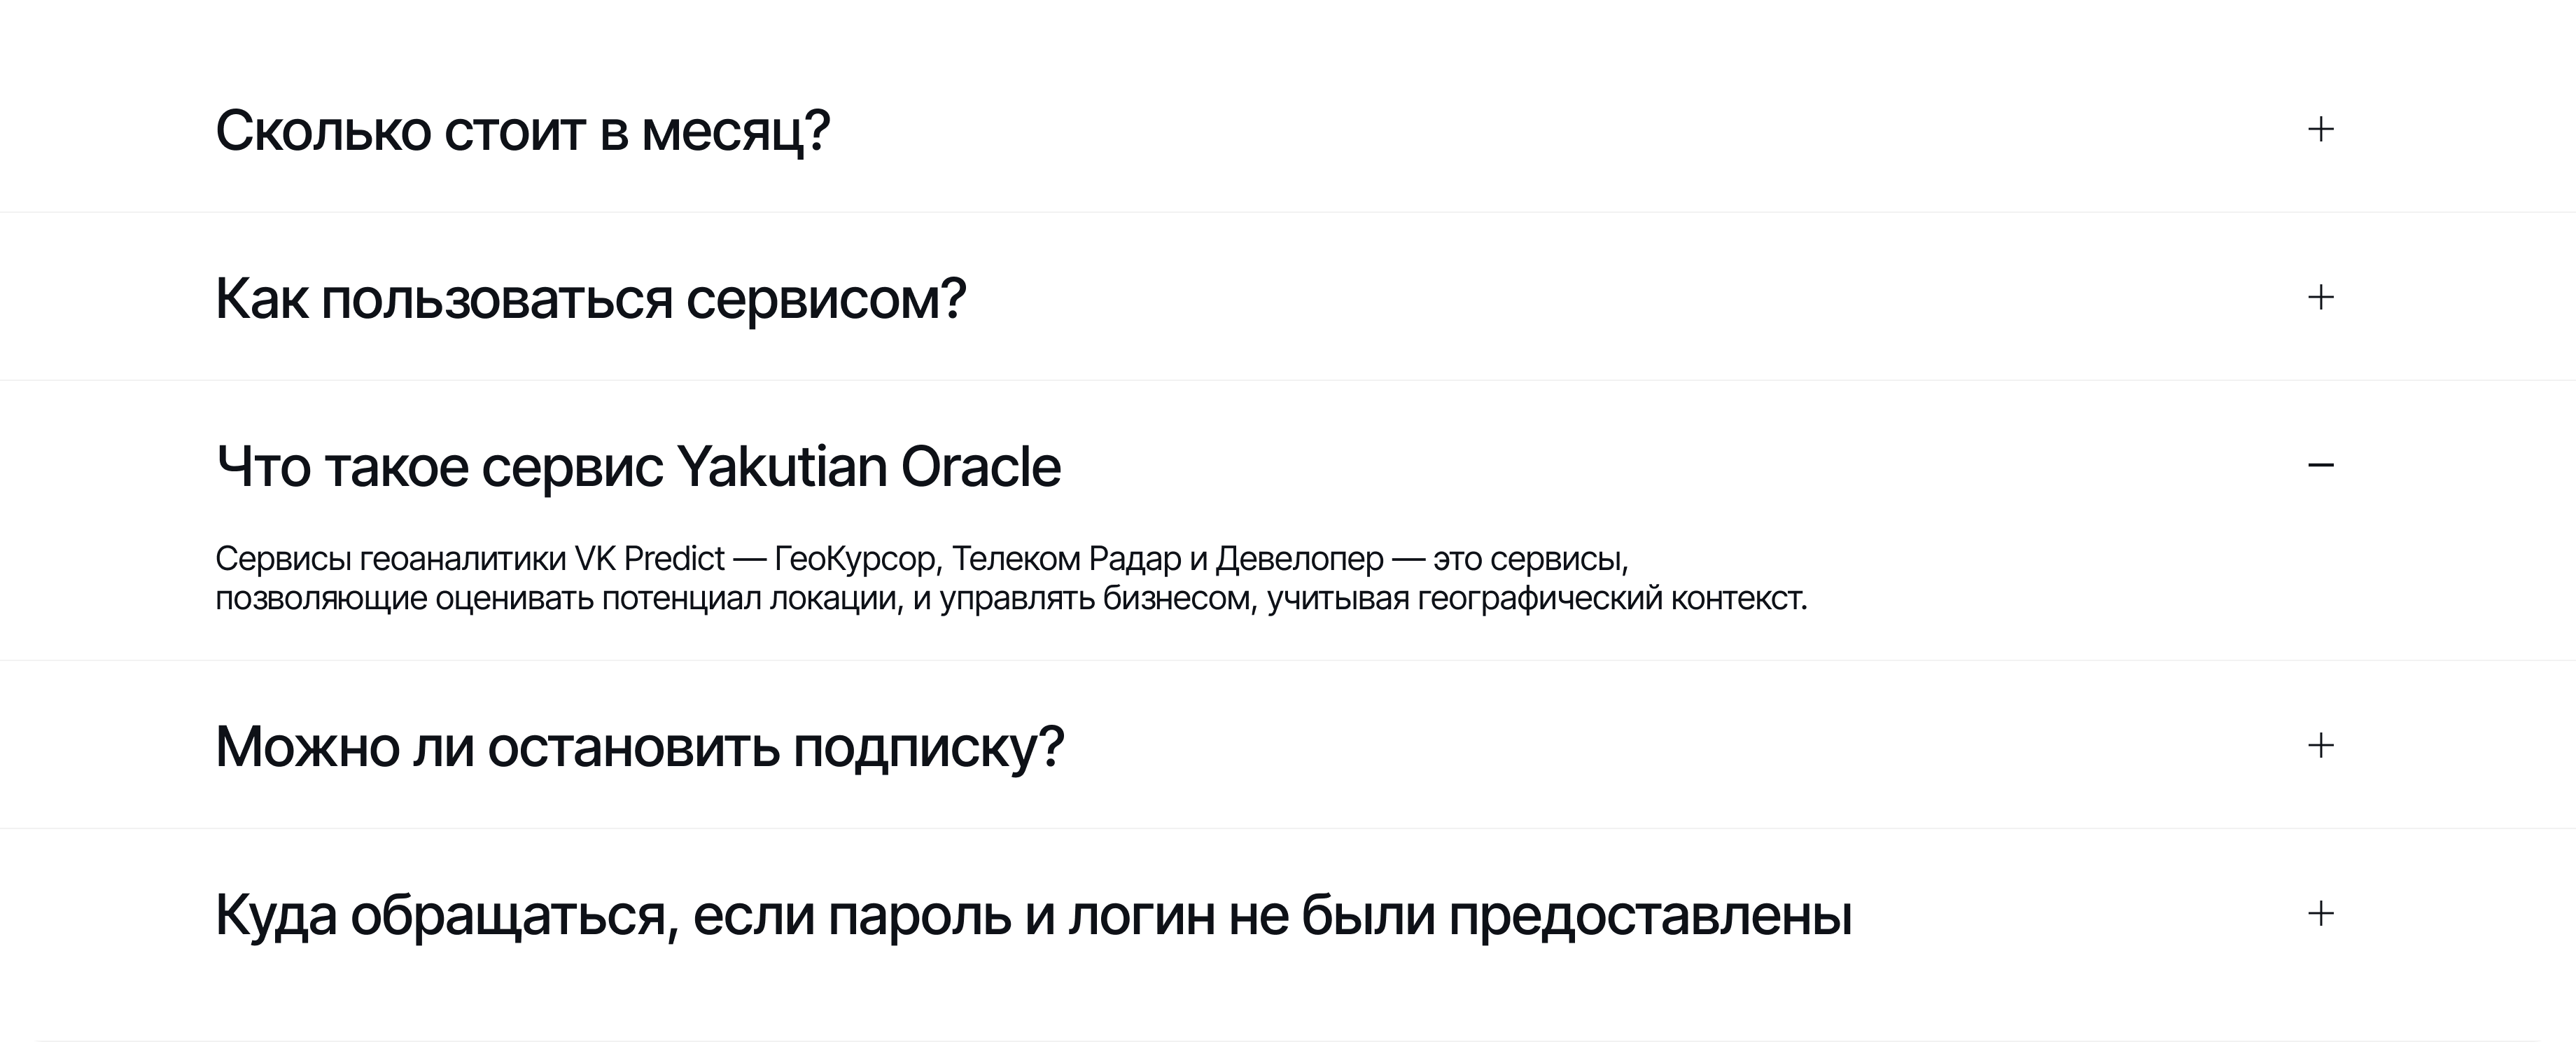 Сколько стоит в месяц?
Как пользоваться сервисом?
Что такое сервис Yakutian Oracle
Сервисы геоаналитики VK Predict — ГеоКурсор, Телеком Радар и Девелопер — это сервисы,
позволяющие оценивать потенциал локации, и управлять бизнесом, учитывая географический контекст.
Можно ли остановить подписку?
Куда обращаться, если пароль и логин не были предоставлены